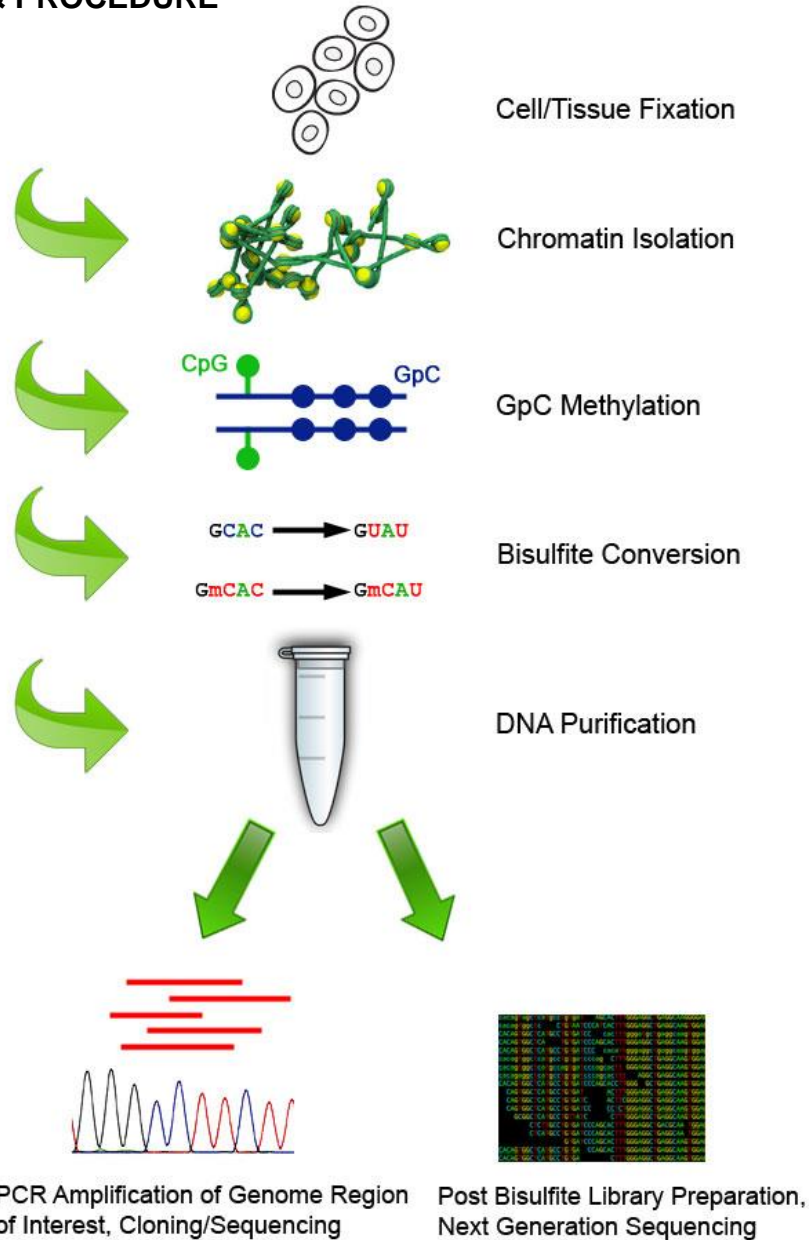 PROCEDURE
Cell/Tissue Fixation
Chromatin Isolation
CpG
GpC
GpC Methylation
GCAC GUAU
GmCAC GmCAU
Bisulfite Conversion
DNA Purification
PCR Amplification of Genome Region
of Interest, Cloning/Sequencing
Post Bisulfite Library Preparation,
Next Generation Sequencing